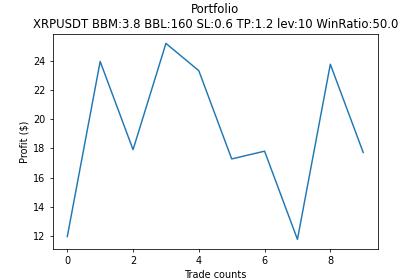 Portfolio
XRPUSDT BBM:3.8 BBL:160 SL:0.6 TP:1.2 lev:10 WinRatio:50.0
24
22
20
18
16
14
12
Profit ($)
0 2 4 6 8
Trade counts